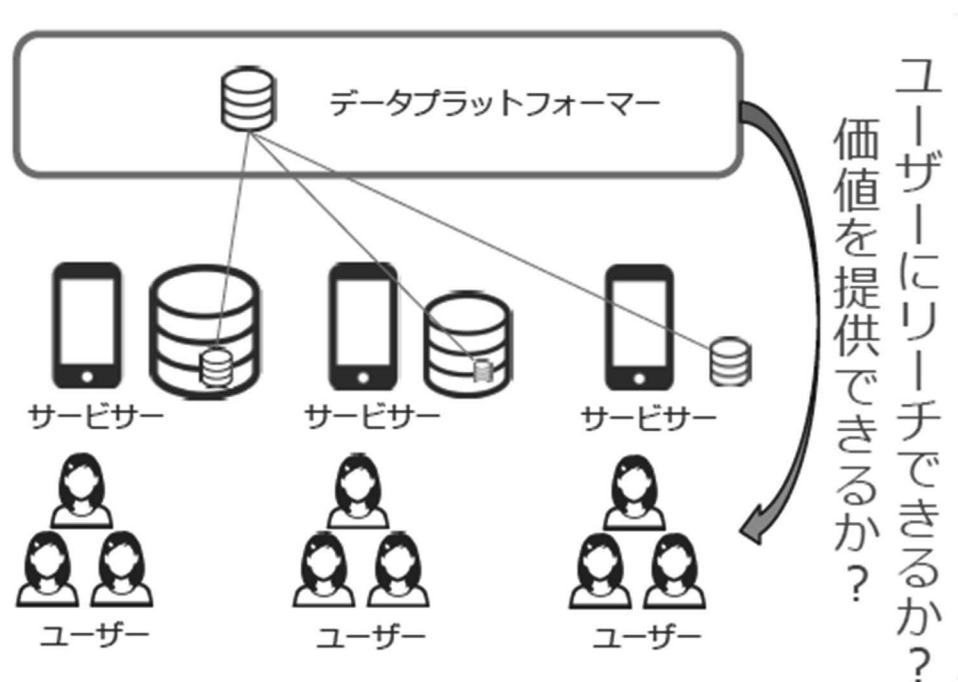 データプラットフォーマー
サービサー
サービサー
サービサー
ユーザー
ユーザー
ユーザー
ユーザーにリーチできるか？
価値を提供できるか？